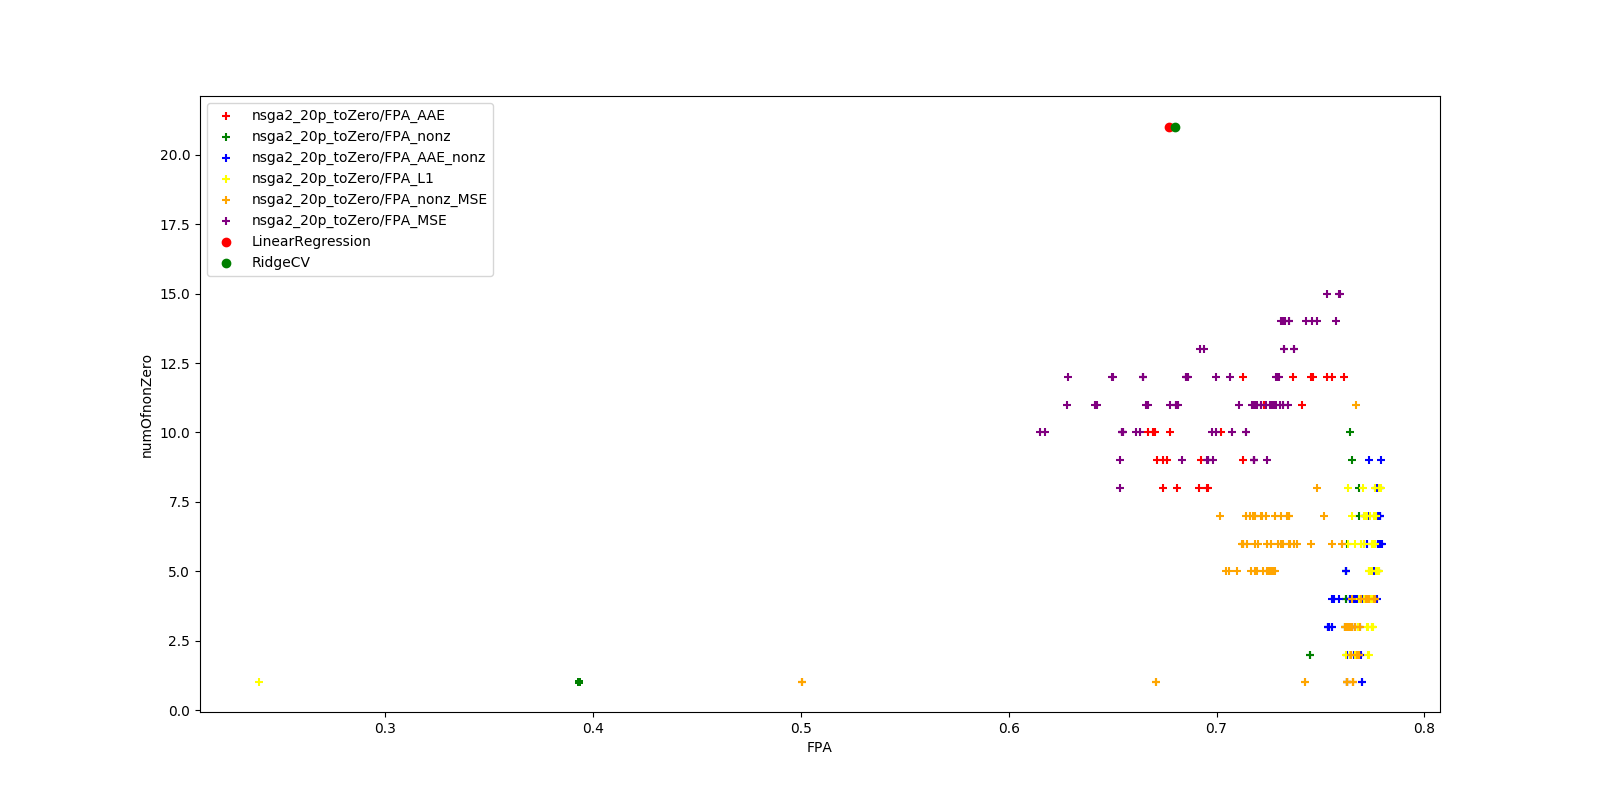 nsga2_20p_toZero/FPA_AAE
nsga2_20p_toZero/FPA_nonz
nsga2_20p_toZero/FPA_AAE_nonz
nsga2_20p_toZero/FPA_L1
nsga2_20p_toZero/FPA_nonz_MSE
nsga2_20p_toZero/FPA_MSE
LinearRegression
RidgeCV
numOfnonZero
20.0
17.5
15.0
12.5
10.0
7.5
5.0
2.5
0.0
0.3 0.4 0.5 0.6 0.7 0.8
FPA